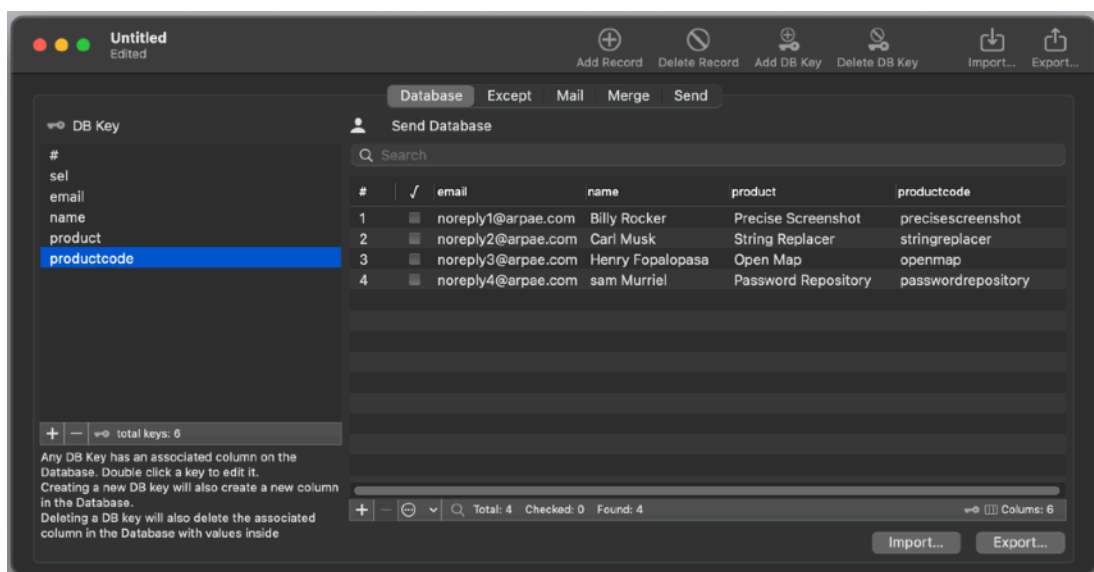 Untitled
Edited
Add Record Delete Record Add DB Key Delete DB Key Import... Export...
Database Except Mail Merge Send
DB Key
Send Database
#
sel
email
name
product
productcode
Search
# √ email name product productcode
1 noreply1@arpae.com Billy Rocker Precise Screenshot precisescreenshot
2 noreply2@arpae.com Carl Musk String Replacer stringreplacer
3 noreply3@arpae.com Henry Fopalopasa Open Map openmap
4 noreply4@arpae.com sam Murriel Password Repository passwordrepository
total keys: 6
Any DB Key has an associated column on the
Database. Double click a key to edit it.
Creating a new DB key will also create a new column
in the Database.
Deleting a DB key will also delete the associated
column in the Database with values inside
Total: 4 Checked: 0 Found: 4
Colums: 6
Import... Export...